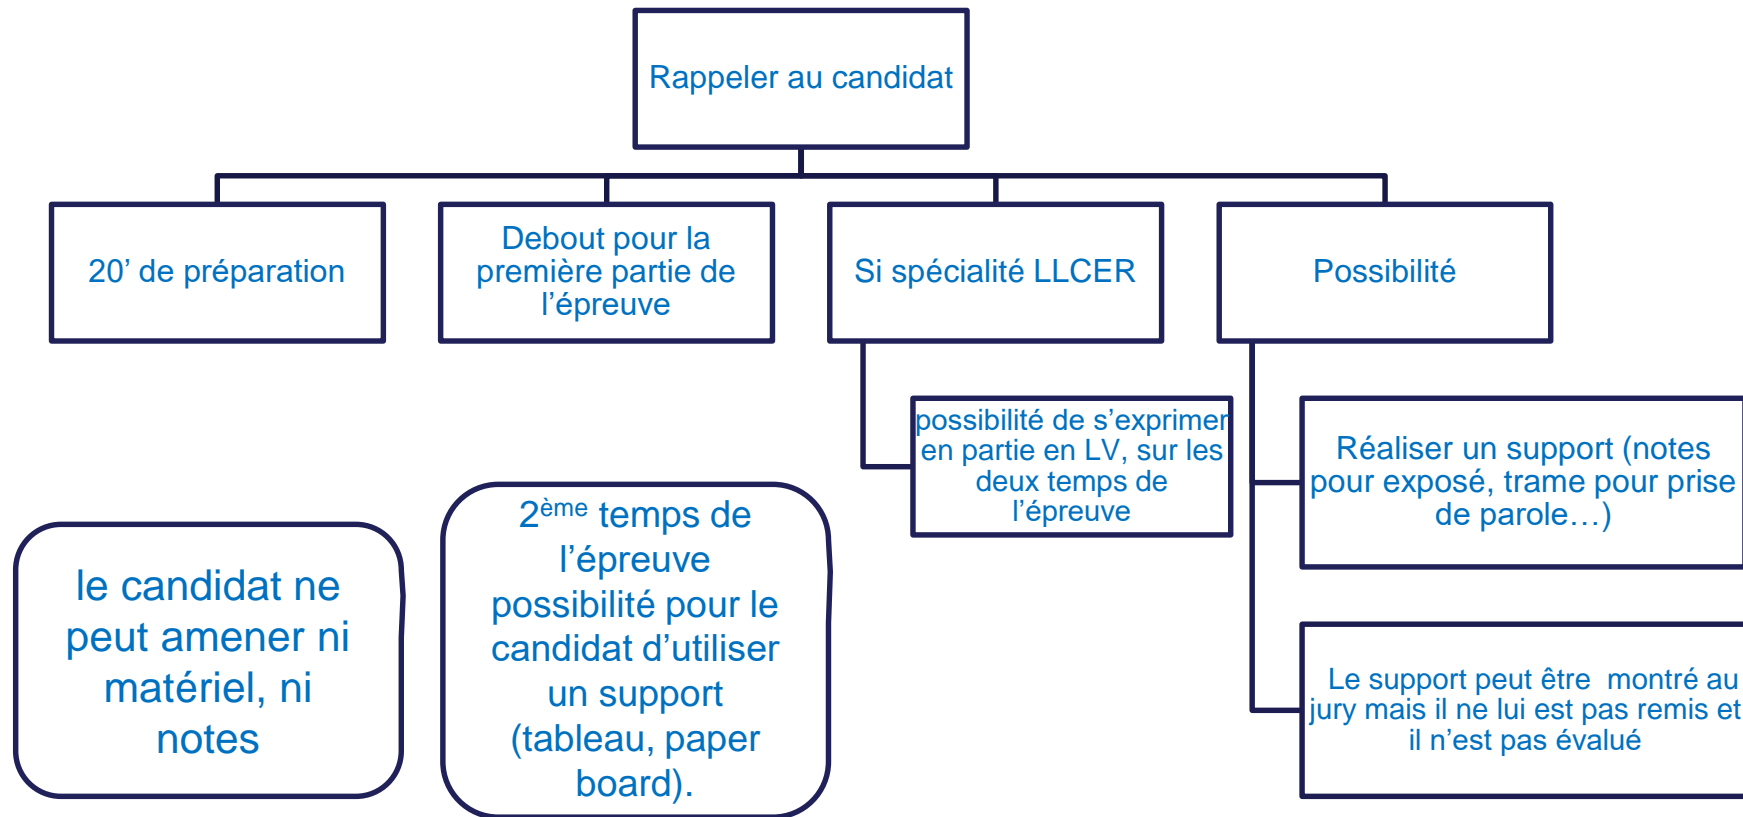 Rappeler au candidat
20’ de préparation
Debout pour la
première partie de
l’épreuve
Si spécialité LLCER
Possibilité
possibilité de s’exprimer
en partie en LV, sur les
deux temps de
l’épreuve
Réaliser un support (notes
pour exposé, trame pour prise
de parole…)
Le support peut être  montré au
jury mais il ne lui est pas remis et
il n’est pas évalué
le candidat ne
peut amener ni
matériel, ni
notes
2ème temps de
l’épreuve
possibilité pour le
candidat d’utiliser
un support
(tableau, paper
board).